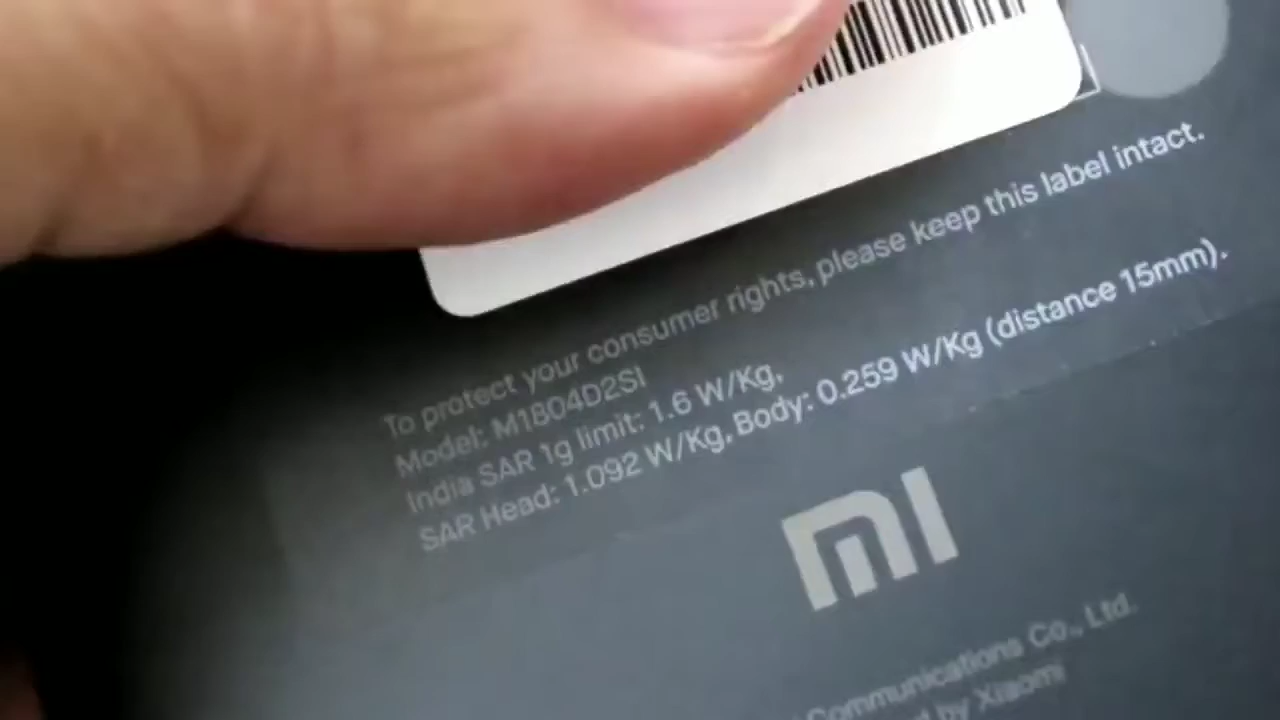 To protect your consumer rights, please keep this label intact.
Model: M1804D2SI
India SAR 1g limit: 1.6 W/Kg,
SAR Head: 1.092 W/Kg, Body: 0.259 W/Kg (distance 15mm).
mi
Communications Co., Ltd.
by Xiaomi